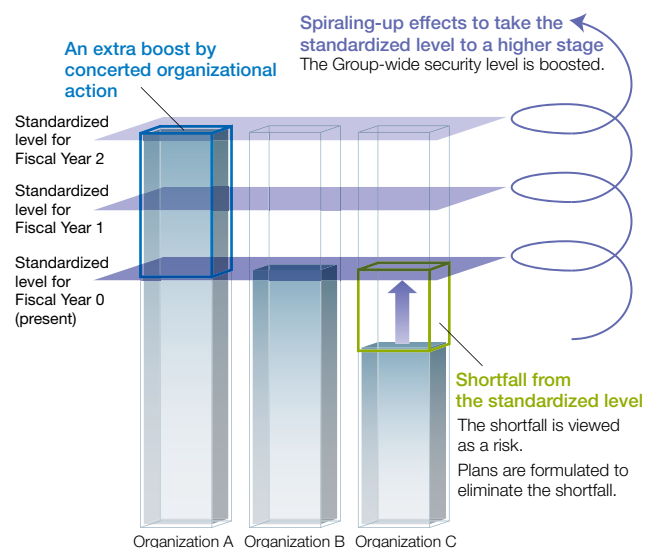 Spiraling-up effects to take the
standardized level to a higher stage
The Group-wide security level is boosted.
An extra boost by
concerted organizational
action
Standardized
level for
Fiscal Year 2
Standardized
level for
Fiscal Year 1
Standardized
level for
Fiscal Year 0
(present)
Shortfall from
the standardized level
The shortfall is viewed
as a risk.
Plans are formulated to
eliminate the shortfall.
Organization A
Organization B
Organization C